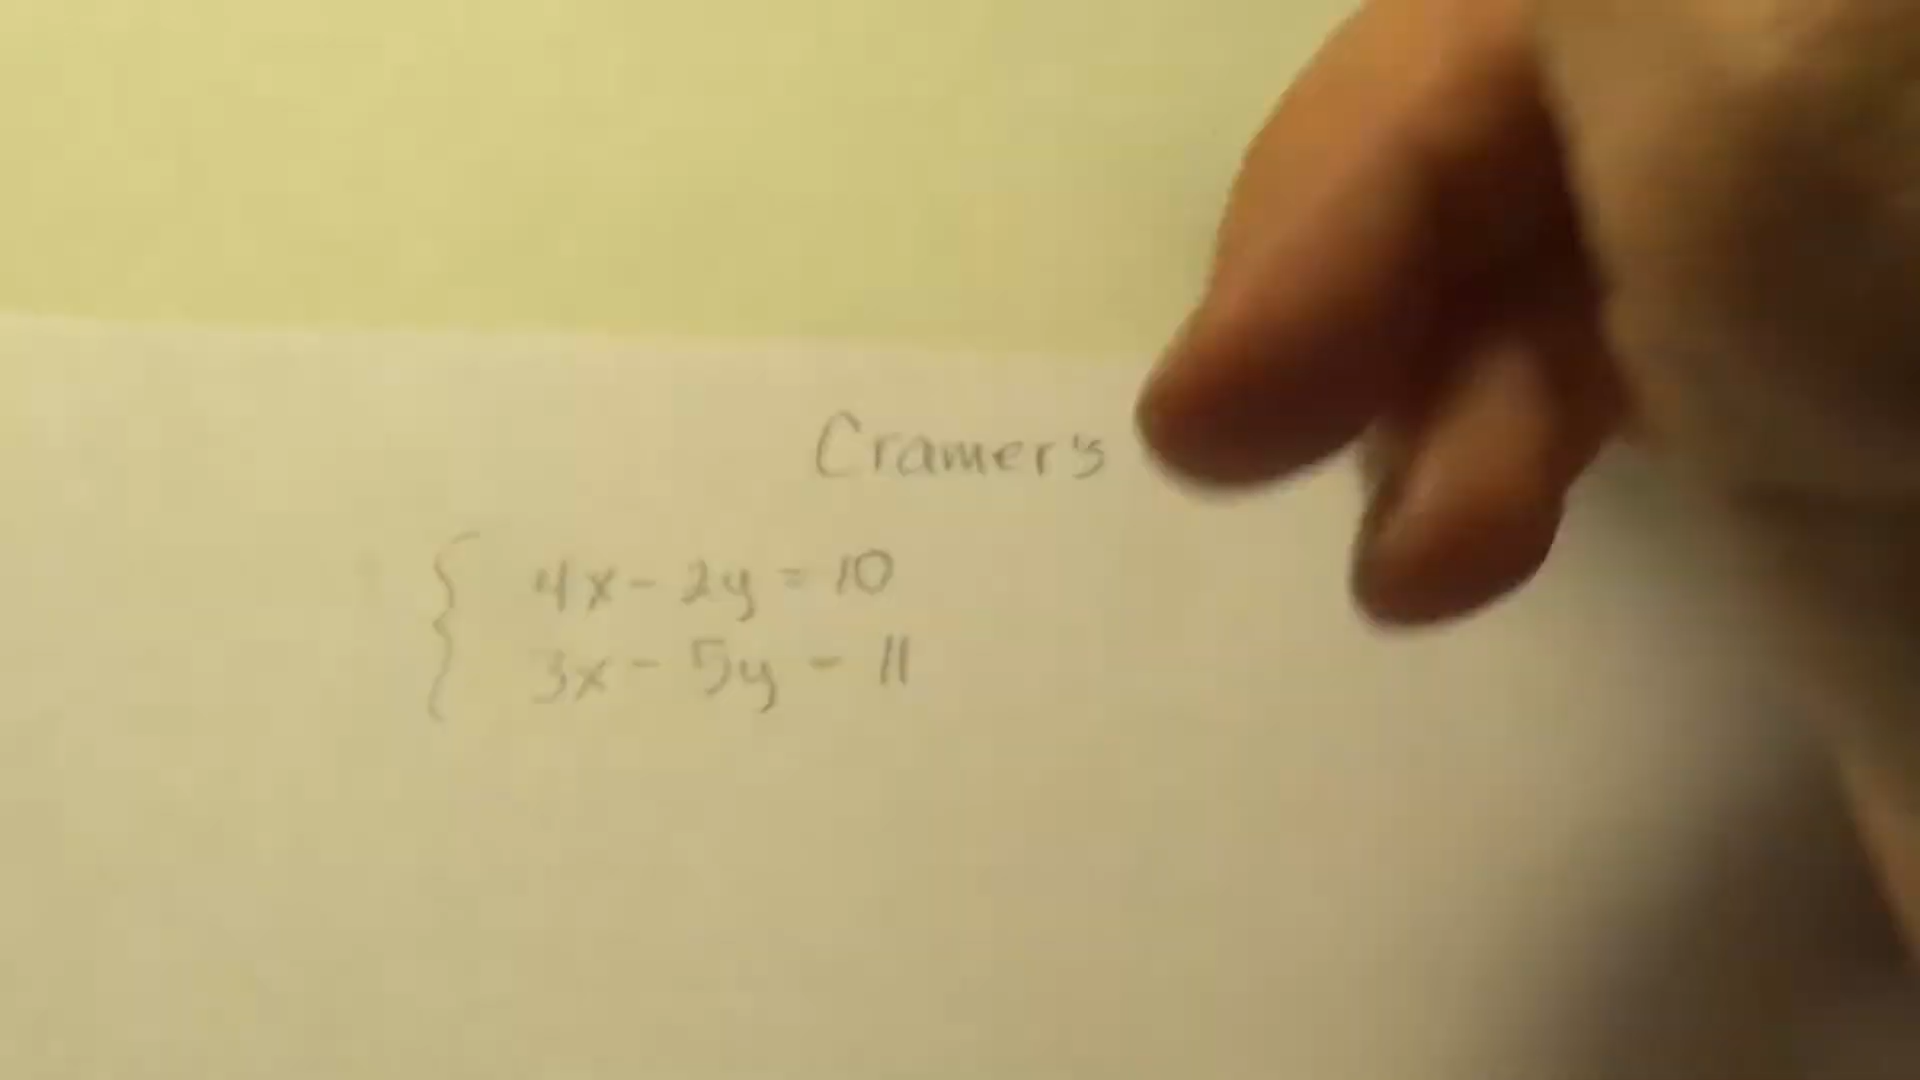 Cramer's
4x - 2y = 10
3x - 5y = 11